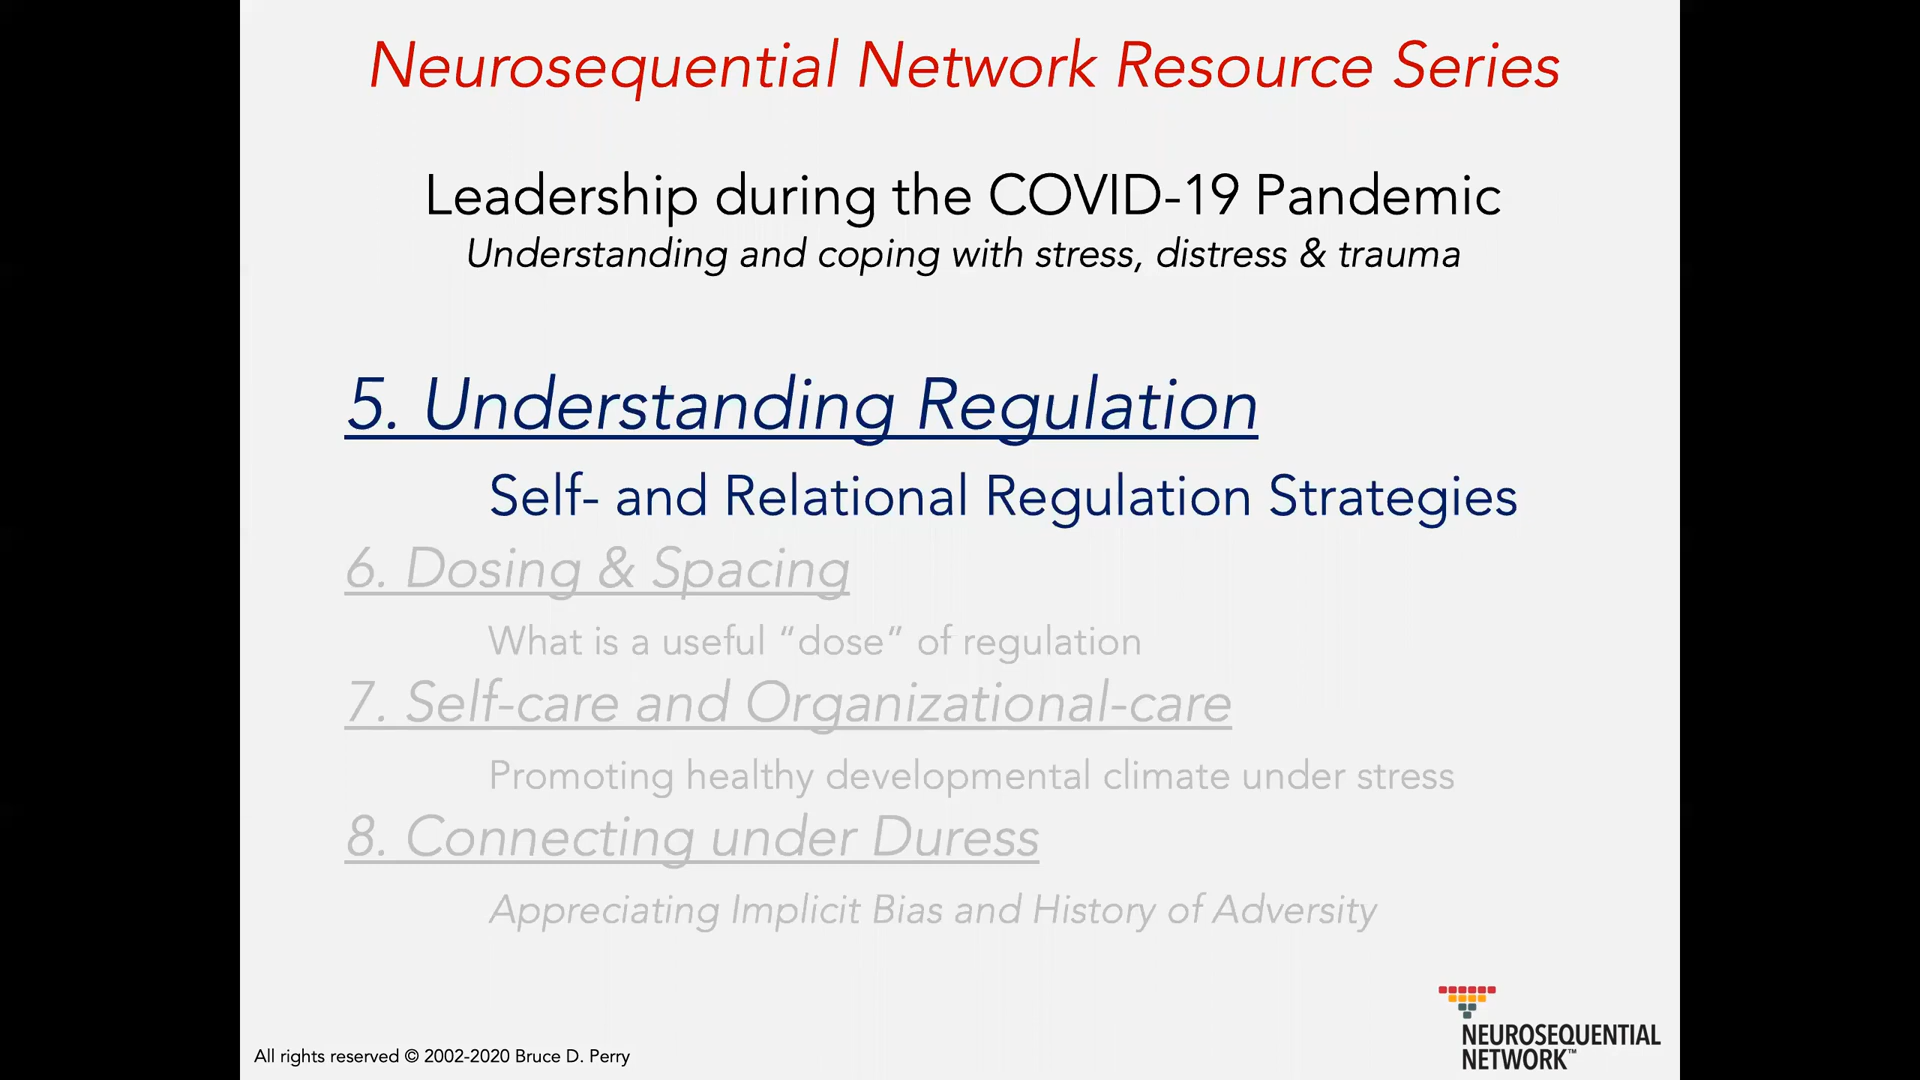 Neurosequential Network Resource Series
Leadership during the COVID-19 Pandemic
Understanding and coping with stress, distress & trauma
5. Understanding Regulation
Self- and Relational Regulation Strategies
6. Dosing & Spacing
What is a useful “dose” of regulation
7. Self-care and Organizational-care
Promoting healthy developmental climate under stress
8. Connecting under Duress
Appreciating Implicit Bias and History of Adversity
All rights reserved © 2002-2020 Bruce D. Perry
NEUROSEQUENTIAL
NETWORK™